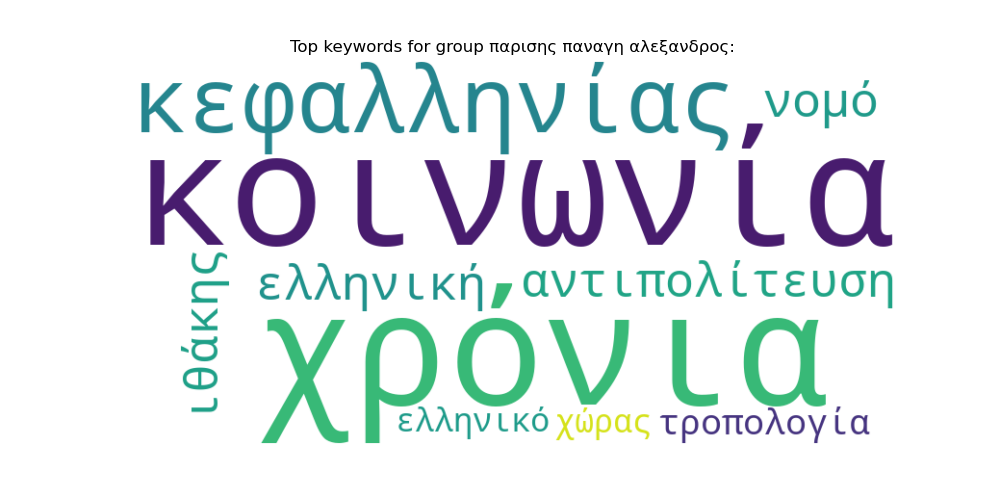 Top keywords for group παρισης παναγη αλεξανδρος:
κεφαλληνίας
νομό
κοινωνία
ιθάκης
ελληνική
αντιπολίτευση
χρόνια
ελληνικό
χώρας
τροπολογία